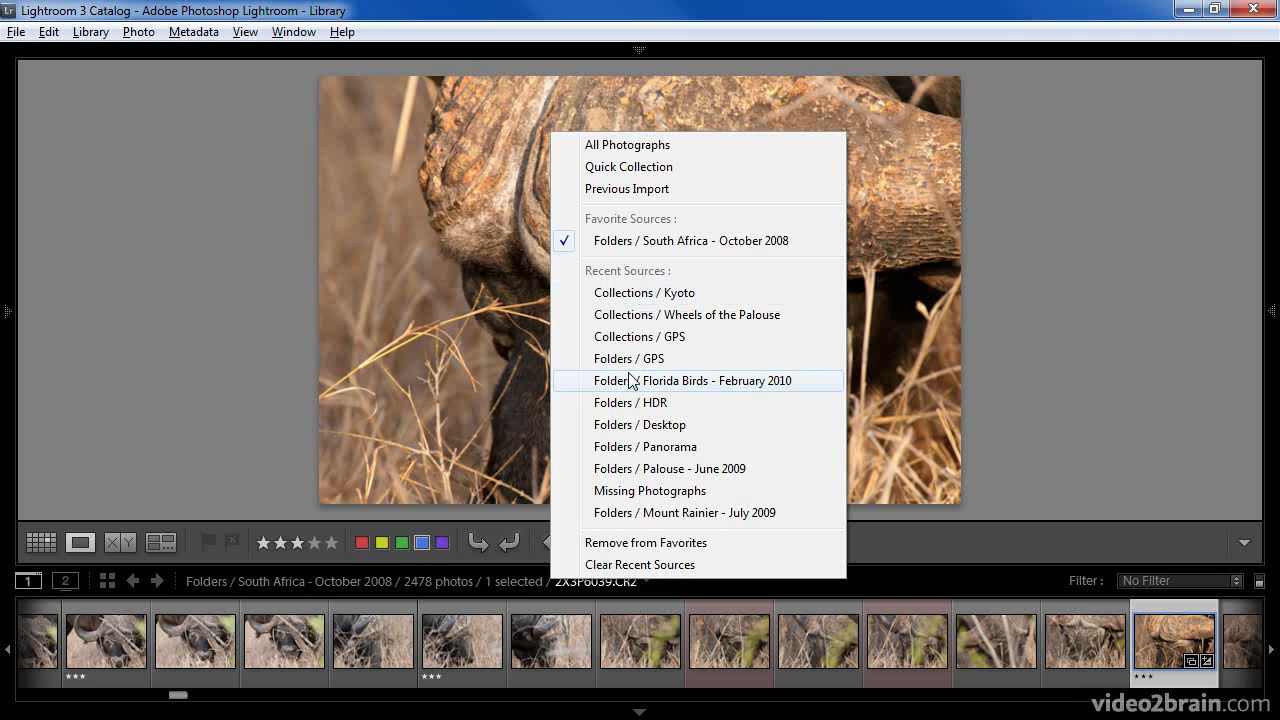 Lr Lightroom 3 Catalog - Adobe Photoshop Lightroom - Library
File Edit Library Photo Metadata View Window Help
All Photographs
Quick Collection
Previous Import
Favorite Sources :
Folders / South Africa - October 2008
Recent Sources :
Collections / Kyoto
Collections / Wheels of the Palouse
Collections / GPS
Folders / GPS
Folders / Florida Birds - February 2010
Folders / HDR
Folders / Desktop
Folders / Panorama
Folders / Palouse - June 2009
Missing Photographs
Folders / Mount Rainier - July 2009
Remove from Favorites
Clear Recent Sources
X Y
1 2 Folders / South Africa - October 2008 / 2478 photos / 1 selected / 2X3P6039.CR2 Filter : No Filter
video2brain.com